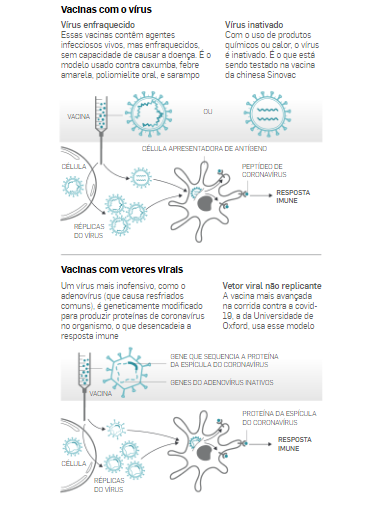 Vacinas com o vírus
Vírus enfraquecido
Essas vacinas contêm agentes
infecciosos vivos, mas enfraquecidos,
sem capacidade de causar a doença. É o
modelo usado contra caxumba, febre
amarela, poliomielite oral, e sarampo
Vírus inativado
Com o uso de produtos
químicos ou calor, o vírus
é inativado. É o que está
sendo testado na vacina
da chinesa Sinovac
VACINA
OU
CÉLULA APRESENTADORA DE ANTÍGENO
CÉLULA
PEPTÍDEO DE
CORONAVÍRUS
RESPOSTA
IMUNE
RÉPLICAS
DO VÍRUS
Vacinas com vetores virais
Um vírus mais inofensivo, como o
adenovírus (que causa resfriados
comuns), é geneticamente modificado
para produzir proteínas de coronavírus
no organismo, o que desencadeia a
resposta imune
Vetor viral não replicante
A vacina mais avançada
na corrida contra a covid-
19, a da Universidade de
Oxford, usa esse modelo
GENE QUE SEQUENCIA A PROTEÍNA
DA ESPÍCULA DO CORONAVÍRUS
GENES DO ADENOVÍRUS INATIVOS
VACINA
PROTEÍNA DA ESPÍCULA
DO CORONAVÍRUS
RESPOSTA
IMUNE
CÉLULA
RÉPLICAS
DO VÍRUS